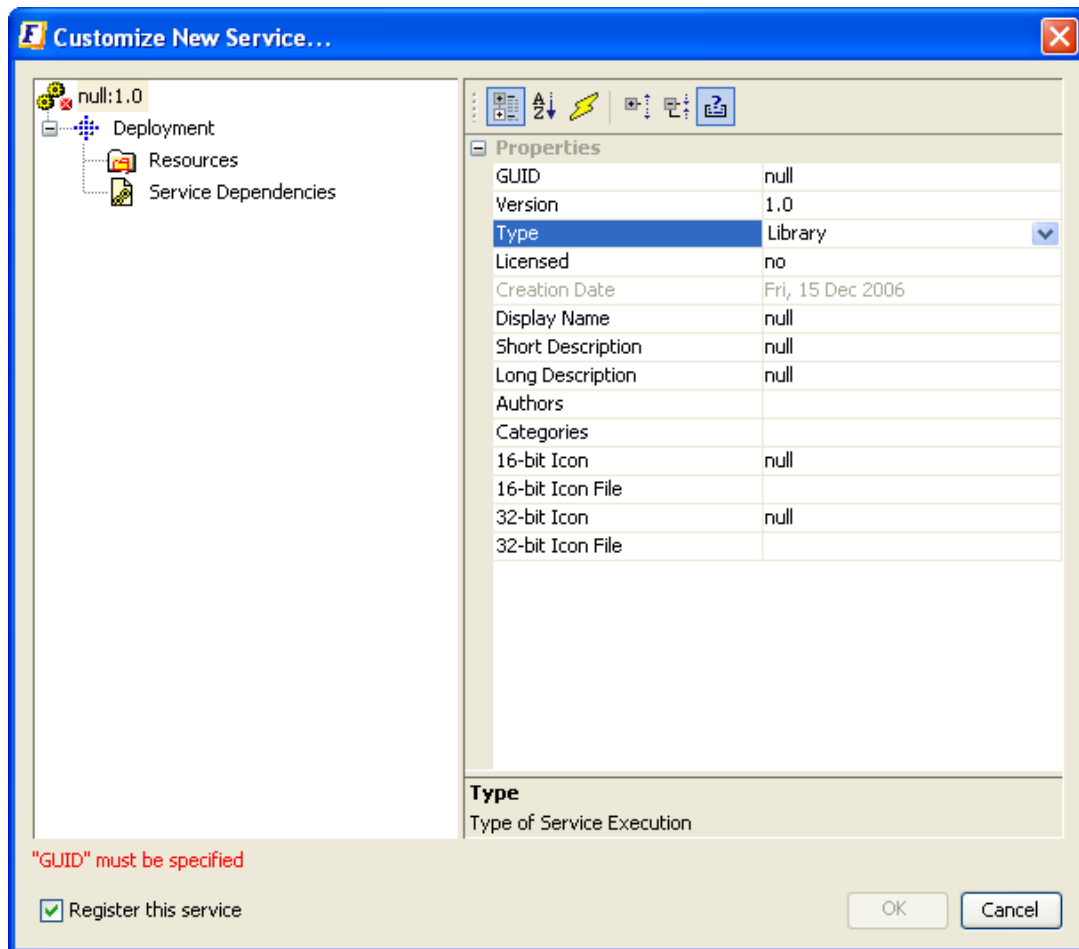 Customize New Service...
null:1.0
Deployment
Resources
Service Dependencies
Properties
GUID null
Version 1.0
Type Library
Licensed no
Creation Date Fri, 15 Dec 2006
Display Name null
Short Description null
Long Description null
Authors
Categories
16-bit Icon null
16-bit Icon File
32-bit Icon null
32-bit Icon File
Type
Type of Service Execution
"GUID" must be specified
Register this service
OK Cancel